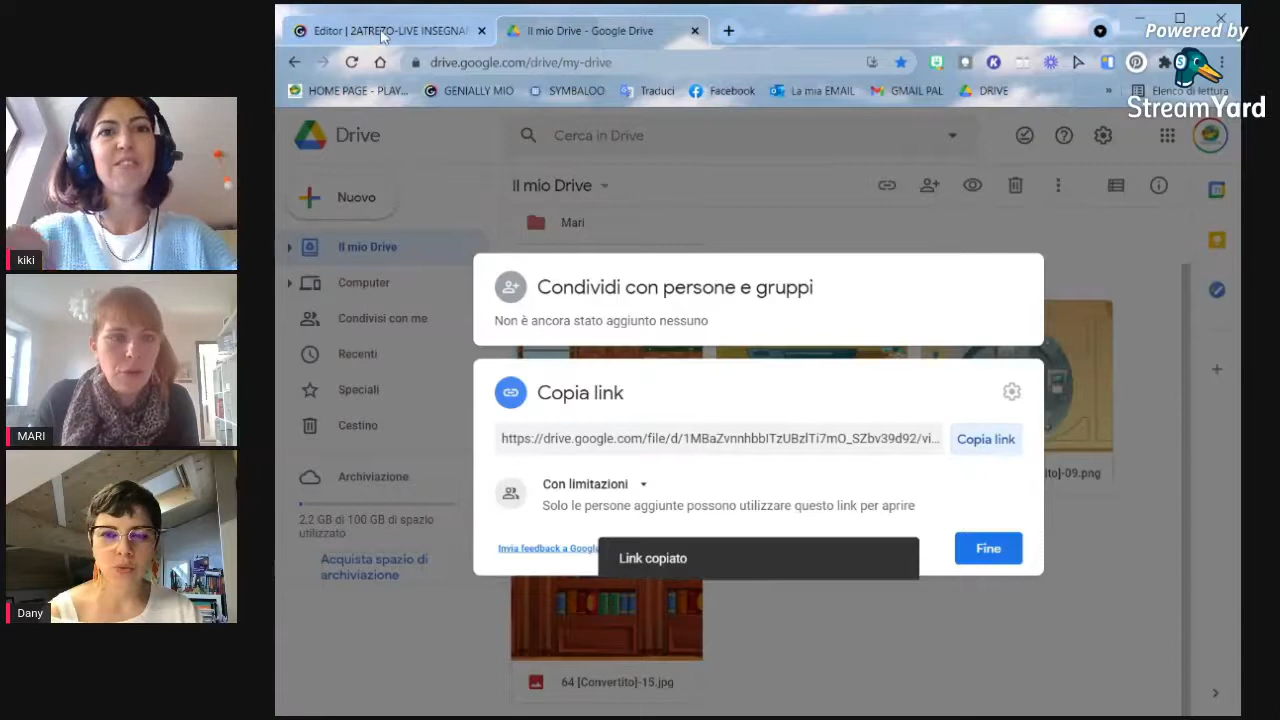 Editor | 2ATREZO-LIVE INSEGNA
Il mio Drive - Google Drive
Powered by
StreamYard
drive.google.com/drive/my-drive
HOME PAGE - PLAY...
GENIALLY MIO
SYMBALOO
Traduci
Facebook
La mia EMAIL
GMAIL PAL
DRIVE
»
Elenco di lettura
Drive
Cerca in Drive
Nuovo
Il mio Drive
Mari
Il mio Drive
Computer
Condivisi con me
Recenti
Speciali
Cestino
Archiviazione
2,2 GB di 100 GB di spazio
utilizzato
Acquista spazio di
archiviazione
Condividi con persone e gruppi
Non è ancora stato aggiunto nessuno
Copia link
https://drive.google.com/file/d/1MBaZvnnhbbITzUBzlTi7mO_SZbv39d92/vi...
Copia link
Con limitazioni
Solo le persone aggiunte possono utilizzare questo link per aprire
Invia feedback a Google
Link copiato
Fine
ito]-09.png
64 [Convertito]-15.jpg
kiki
MARI
Dany